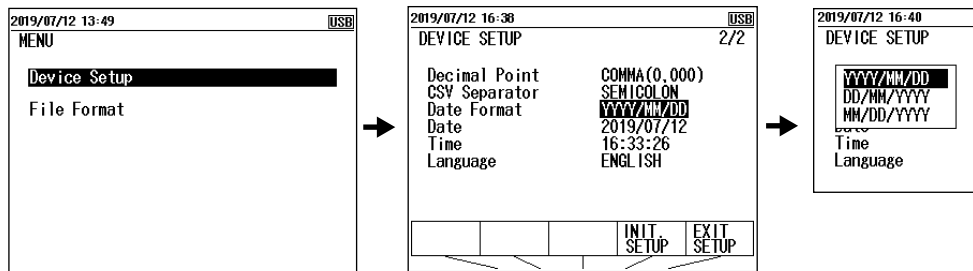 2019/07/12 13:49 USB
MENU
Device Setup
File Format
2019/07/12 16:38 USB
DEVICE SETUP 2/2
Decimal Point COMMA(0,000)
CSV Separator SEMICOLON
Date Format YYYY/MM/DD
Date 2019/07/12
Time 16:33:26
Language ENGLISH
INIT. SETUP
EXIT SETUP
2019/07/12 16:40
DEVICE SETUP
YYYY/MM/DD
DD/MM/YYYY
MM/DD/YYYY
Date
Time
Language